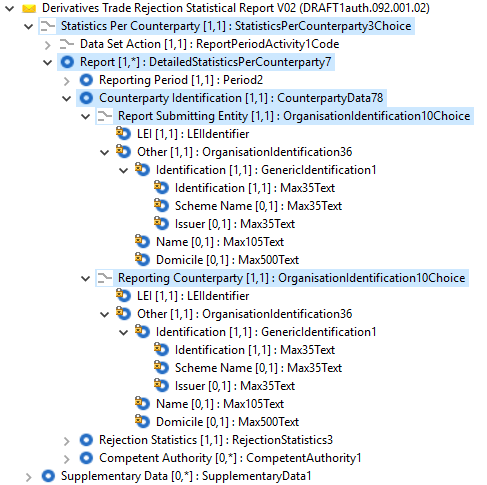 Derivatives Trade Rejection Statistical Report V02 (DRAFT1auth.092.001.02)
Statistics Per Counterparty [1,1] : StatisticsPerCounterparty3Choice
Data Set Action [1,1] : ReportPeriodActivity1Code
Report [1,*] : DetailedStatisticsPerCounterparty7
Reporting Period [1,1] : Period2
Counterparty Identification [1,1] : CounterpartyData78
Report Submitting Entity [1,1] : OrganisationIdentification10Choice
LEI [1,1] : LEIIdentifier
Other [1,1] : OrganisationIdentification36
Identification [1,1] : GenericIdentification1
Identification [1,1] : Max35Text
Scheme Name [0,1] : Max35Text
Issuer [0,1] : Max35Text
Name [0,1] : Max105Text
Domicile [0,1] : Max500Text
Reporting Counterparty [1,1] : OrganisationIdentification10Choice
LEI [1,1] : LEIIdentifier
Other [1,1] : OrganisationIdentification36
Identification [1,1] : GenericIdentification1
Identification [1,1] : Max35Text
Scheme Name [0,1] : Max35Text
Issuer [0,1] : Max35Text
Name [0,1] : Max105Text
Domicile [0,1] : Max500Text
Rejection Statistics [1,1] : RejectionStatistics3
Competent Authority [0,*] : CompetentAuthority1
Supplementary Data [0,*] : SupplementaryData1